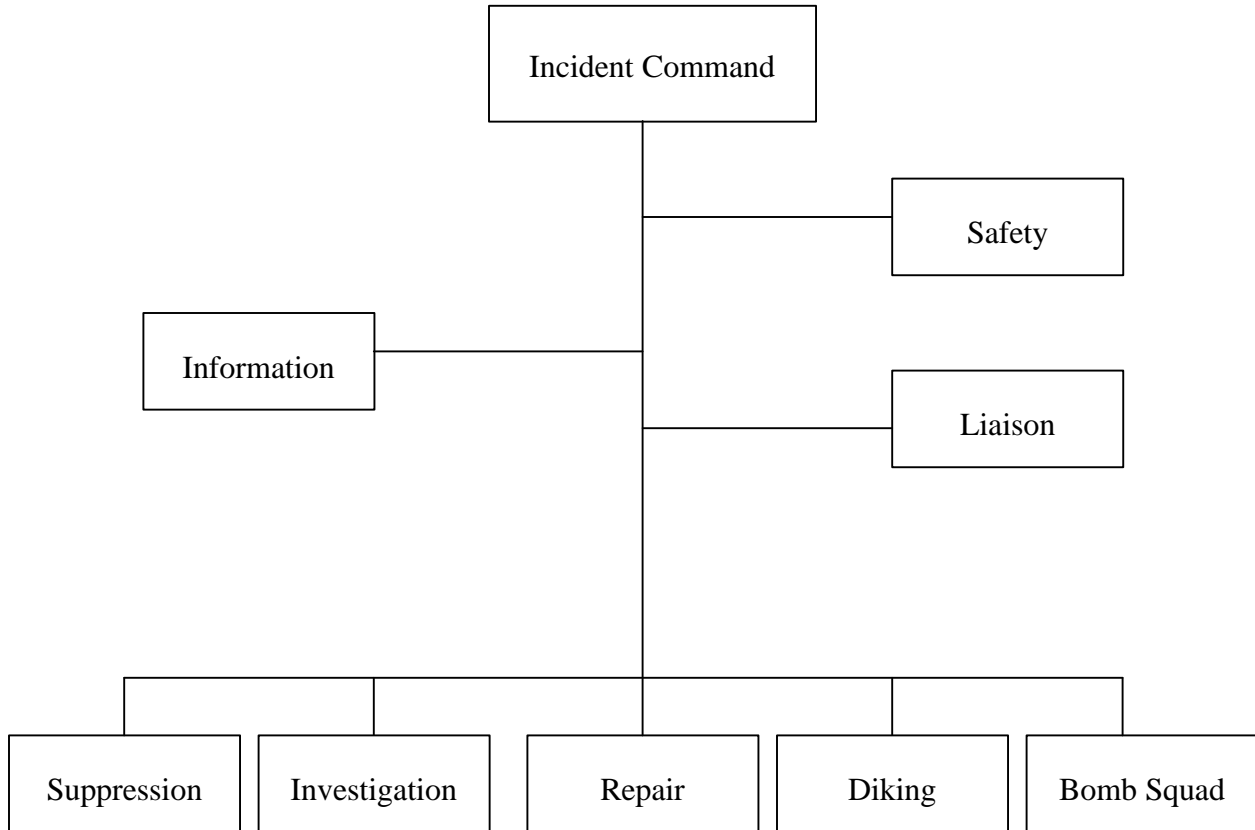 Incident Command
Safety
Information
Liaison
Suppression
Investigation
Repair
Diking
Bomb Squad